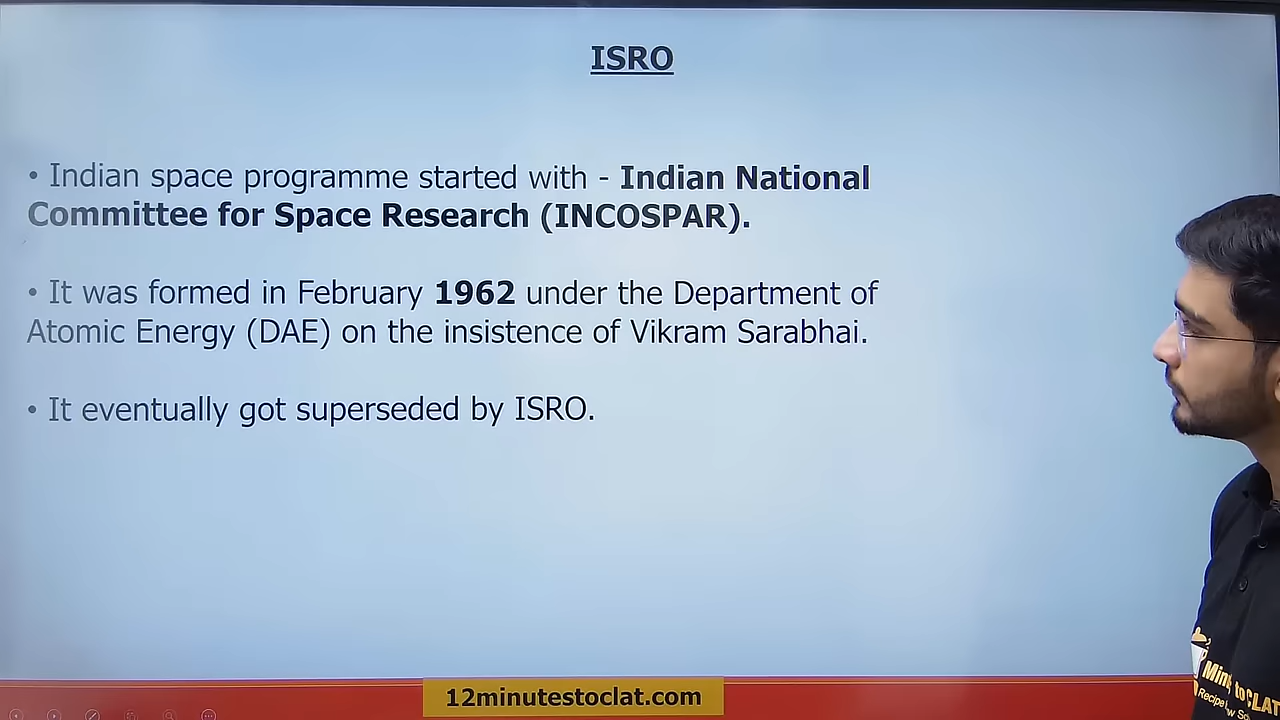 ISRO
• Indian space programme started with - Indian National
Committee for Space Research (INCOSPAR).
• It was formed in February 1962 under the Department of
Atomic Energy (DAE) on the insistence of Vikram Sarabhai.
• It eventually got superseded by ISRO.
12minutestoclat.com
to CLAT